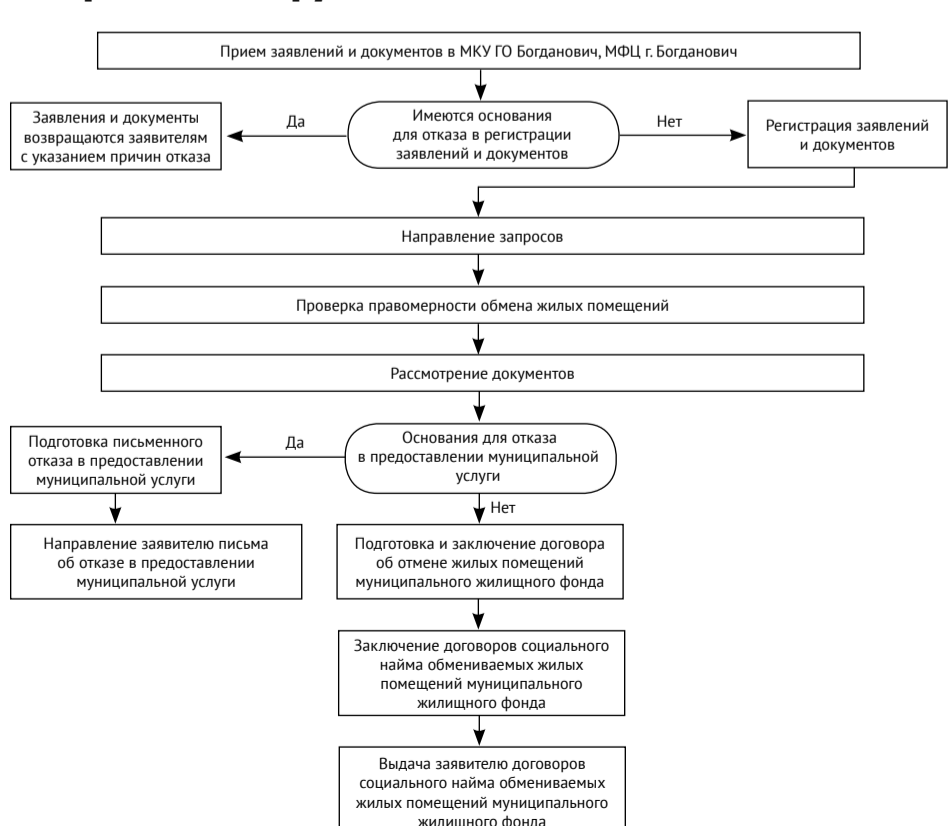 Прием заявлений и документов в МКУ ГО Богданович, МФЦ г. Богданович
Заявления и документы
возвращаются заявителям
с указанием причин отказа
Да
Имеются основания
для отказа в регистрации
заявлений и документов
Нет
Регистрация заявлений
и документов
Направление запросов
Проверка правомерности обмена жилых помещений
Рассмотрение документов
Подготовка письменного
отказа в предоставлении
муниципальной услуги
Да
Основания для отказа
в предоставлении муниципальной
услуги
Нет
Направление заявителю письма
об отказе в предоставлении
муниципальной услуги
Подготовка и заключение договора
об отмене жилых помещений
муниципального жилищного фонда
Заключение договоров социального
найма обмениваемых жилых
помещений муниципального
жилищного фонда
Выдача заявителю договоров
социального найма обмениваемых
жилых помещений муниципального
жилищного фонда